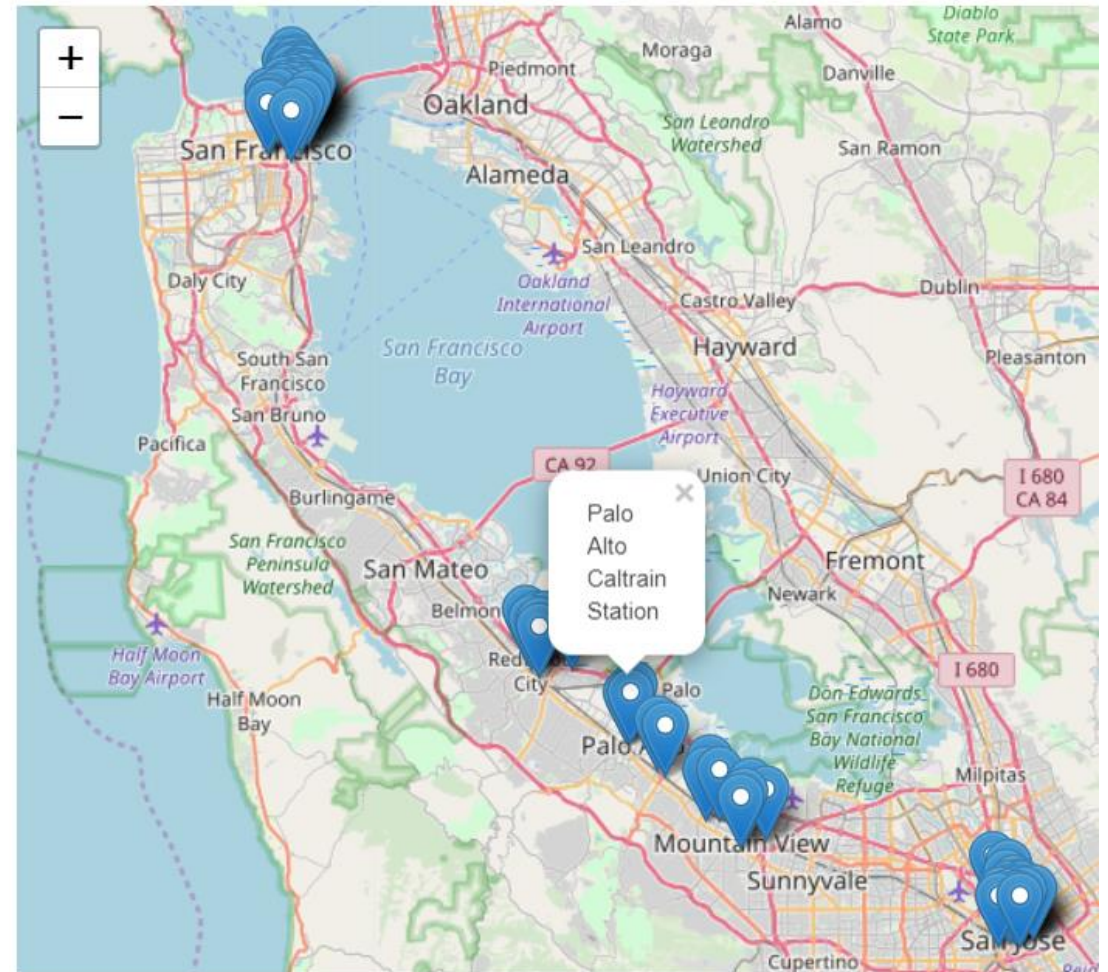 +
−
Diablo
State Park
Alamo
Moraga
Piedmont
Danville
Oakland
San Leandro
Watershed
San Francisco
San Ramon
Alameda
San Leandro
Daly City
Oakland
International
Airport
Castro Valley
Dublin
San Francisco
Bay
Hayward
South San
Francisco
Pleasanton
San Bruno
Hayward
Executive
Airport
Pacifica
CA 92
Union City
I 680
CA 84
Burlingame
×
Palo
Alto
Caltrain
Station
San Francisco
Peninsula
Watershed
San Mateo
Fremont
Newark
Belmon
Half Moon
Bay Airport
City
I 680
Palo
Half Moon
Bay
Don Edwards
San Francisco
Bay National
Wildlife
Refuge
Palo
Milpitas
Mountain View
Sunnyvale
San Jose
Cupertino